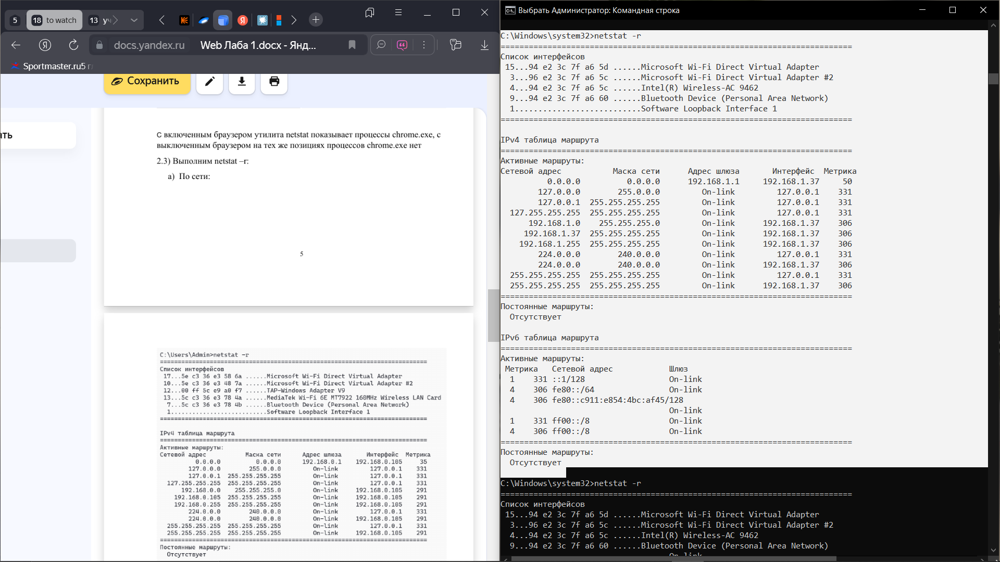 5
18 to watch
13 уч
docs.yandex.ru
Web Лаба 1.docx - Янд...
Sportmaster.ru5 г
Сохранить
ать
С включенным браузером утилита netstat показывает процессы chrome.exe, с
выключенным браузером на тех же позициях процессов chrome.exe нет
2.3) Выполним netstat –r:
a) По сети:
5
C:\Users\Admin>netstat -r
===========================================================================
Список интерфейсов
17...5e c3 36 e3 58 6a ......Microsoft Wi-Fi Direct Virtual Adapter
10...5e c3 36 e3 48 7a ......Microsoft Wi-Fi Direct Virtual Adapter #2
12...00 ff 5c e9 a0 f7 ......TAP-Windows Adapter V9
13...5c c3 36 e3 78 4a ......MediaTek Wi-Fi 6E MT7922 160MHz Wireless LAN Card
7...5c c3 36 e3 78 4b ......Bluetooth Device (Personal Area Network)
1...........................Software Loopback Interface 1
===========================================================================
IPv4 таблица маршрута
===========================================================================
Активные маршруты:
Сетевой адрес Маска сети Адрес шлюза Интерфейс Метрика
0.0.0.0 0.0.0.0 192.168.0.1 192.168.0.105 35
127.0.0.0 255.0.0.0 On-link 127.0.0.1 331
127.0.0.1 255.255.255.255 On-link 127.0.0.1 331
127.255.255.255 255.255.255.255 On-link 127.0.0.1 331
192.168.0.0 255.255.255.0 On-link 192.168.0.105 291
192.168.0.105 255.255.255.255 On-link 192.168.0.105 291
192.168.0.255 255.255.255.255 On-link 192.168.0.105 291
224.0.0.0 240.0.0.0 On-link 127.0.0.1 331
224.0.0.0 240.0.0.0 On-link 192.168.0.105 291
255.255.255.255 255.255.255.255 On-link 127.0.0.1 331
255.255.255.255 255.255.255.255 On-link 192.168.0.105 291
===========================================================================
Постоянные маршруты:
Отсутствует
Выбрать Администратор: Командная строка
C:\Windows\system32>netstat -r
===========================================================================
Список интерфейсов
15...94 e2 3c 7f a6 5d ......Microsoft Wi-Fi Direct Virtual Adapter
3...96 e2 3c 7f a6 5c ......Microsoft Wi-Fi Direct Virtual Adapter #2
4...94 e2 3c 7f a6 5c ......Intel(R) Wireless-AC 9462
9...94 e2 3c 7f a6 60 ......Bluetooth Device (Personal Area Network)
1...........................Software Loopback Interface 1
===========================================================================
IPv4 таблица маршрута
===========================================================================
Активные маршруты:
Сетевой адрес Маска сети Адрес шлюза Интерфейс Метрика
0.0.0.0 0.0.0.0 192.168.1.1 192.168.1.37 50
127.0.0.0 255.0.0.0 On-link 127.0.0.1 331
127.0.0.1 255.255.255.255 On-link 127.0.0.1 331
127.255.255.255 255.255.255.255 On-link 127.0.0.1 331
192.168.1.0 255.255.255.0 On-link 192.168.1.37 306
192.168.1.37 255.255.255.255 On-link 192.168.1.37 306
192.168.1.255 255.255.255.255 On-link 192.168.1.37 306
224.0.0.0 240.0.0.0 On-link 127.0.0.1 331
224.0.0.0 240.0.0.0 On-link 192.168.1.37 306
255.255.255.255 255.255.255.255 On-link 127.0.0.1 331
255.255.255.255 255.255.255.255 On-link 192.168.1.37 306
===========================================================================
Постоянные маршруты:
Отсутствует
IPv6 таблица маршрута
===========================================================================
Активные маршруты:
Метрика Сетевой адрес Шлюз
1 331 ::1/128 On-link
4 306 fe80::/64 On-link
4 306 fe80::c911:e854:4bc:af45/128
On-link
1 331 ff00::/8 On-link
4 306 ff00::/8 On-link
===========================================================================
Постоянные маршруты:
Отсутствует
C:\Windows\system32>netstat -r
===========================================================================
Список интерфейсов
15...94 e2 3c 7f a6 5d ......Microsoft Wi-Fi Direct Virtual Adapter
3...96 e2 3c 7f a6 5c ......Microsoft Wi-Fi Direct Virtual Adapter #2
4...94 e2 3c 7f a6 5c ......Intel(R) Wireless-AC 9462
9...94 e2 3c 7f a6 60 ......Bluetooth Device (Personal Area Network)
On-link